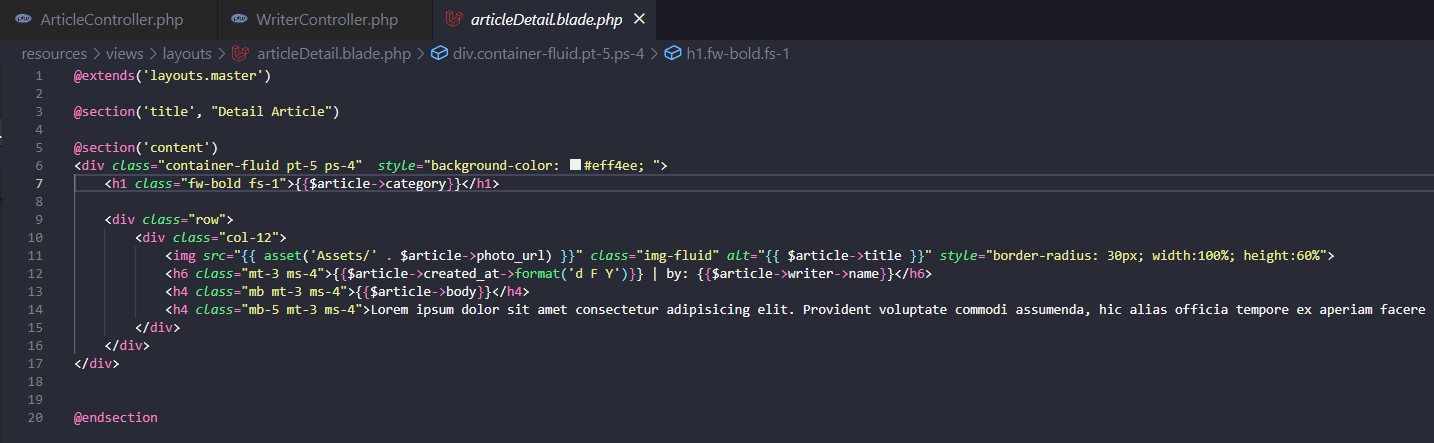 ArticleController.php WriterController.php articleDetail.blade.php ✕
resources > views > layouts > articleDetail.blade.php > div.container-fluid.pt-5.ps-4 > h1.fw-bold.fs-1
1 @extends('layouts.master')
2
3 @section('title', "Detail Article")
4
5 @section('content')
6 <div class="container-fluid pt-5 ps-4"  style="background-color: #eff4ee; ">
7     <h1 class="fw-bold fs-1">{{$article->category}}</h1>
8
9     <div class="row">
10         <div class="col-12">
11             <img src="{{ asset('Assets/' . $article->photo_url) }}" class="img-fluid" alt="{{ $article->title }}" style="border-radius: 30px; width:100%; height:60%">
12             <h6 class="mt-3 ms-4">{{$article->created_at->format('d F Y')}} | by: {{$article->writer->name}}</h6>
13             <h4 class="mb mt-3 ms-4">{{$article->body}}</h4>
14             <h4 class="mb-5 mt-3 ms-4">Lorem ipsum dolor sit amet consectetur adipisicing elit. Provident voluptate commodi assumenda, hic alias officia tempore ex aperiam facere
15         </div>
16     </div>
17 </div>
18
19
20 @endsection